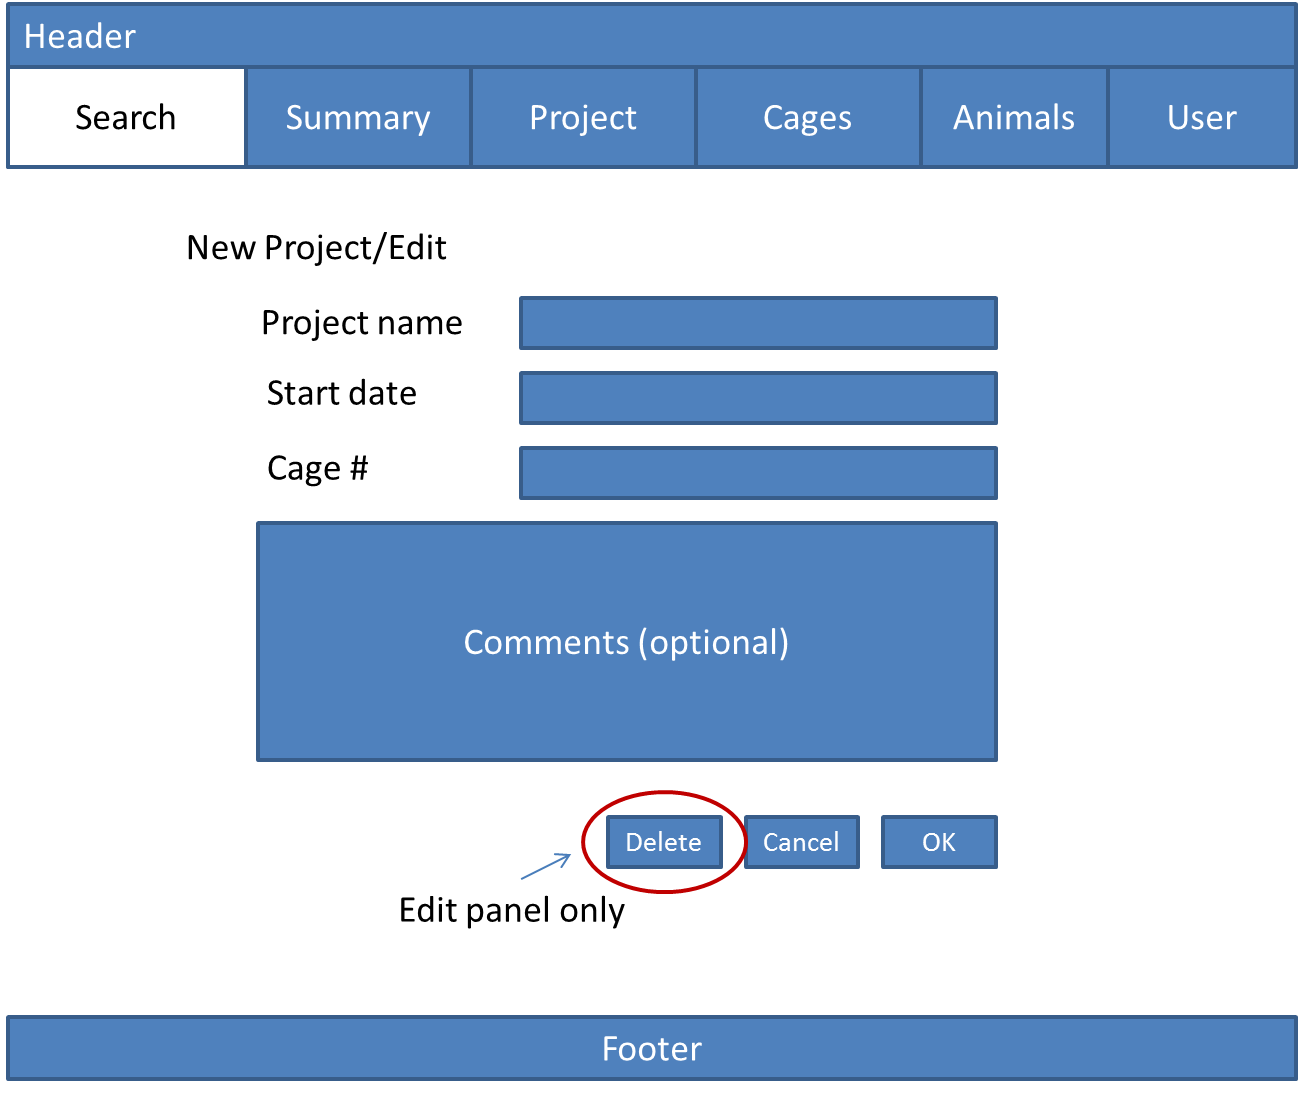 Header
Search
Summary
Project
Cages
Animals
User
New Project/Edit
Project name
Start date
Cage #
Comments (optional)
Delete
Cancel
OK
Edit panel only
Footer